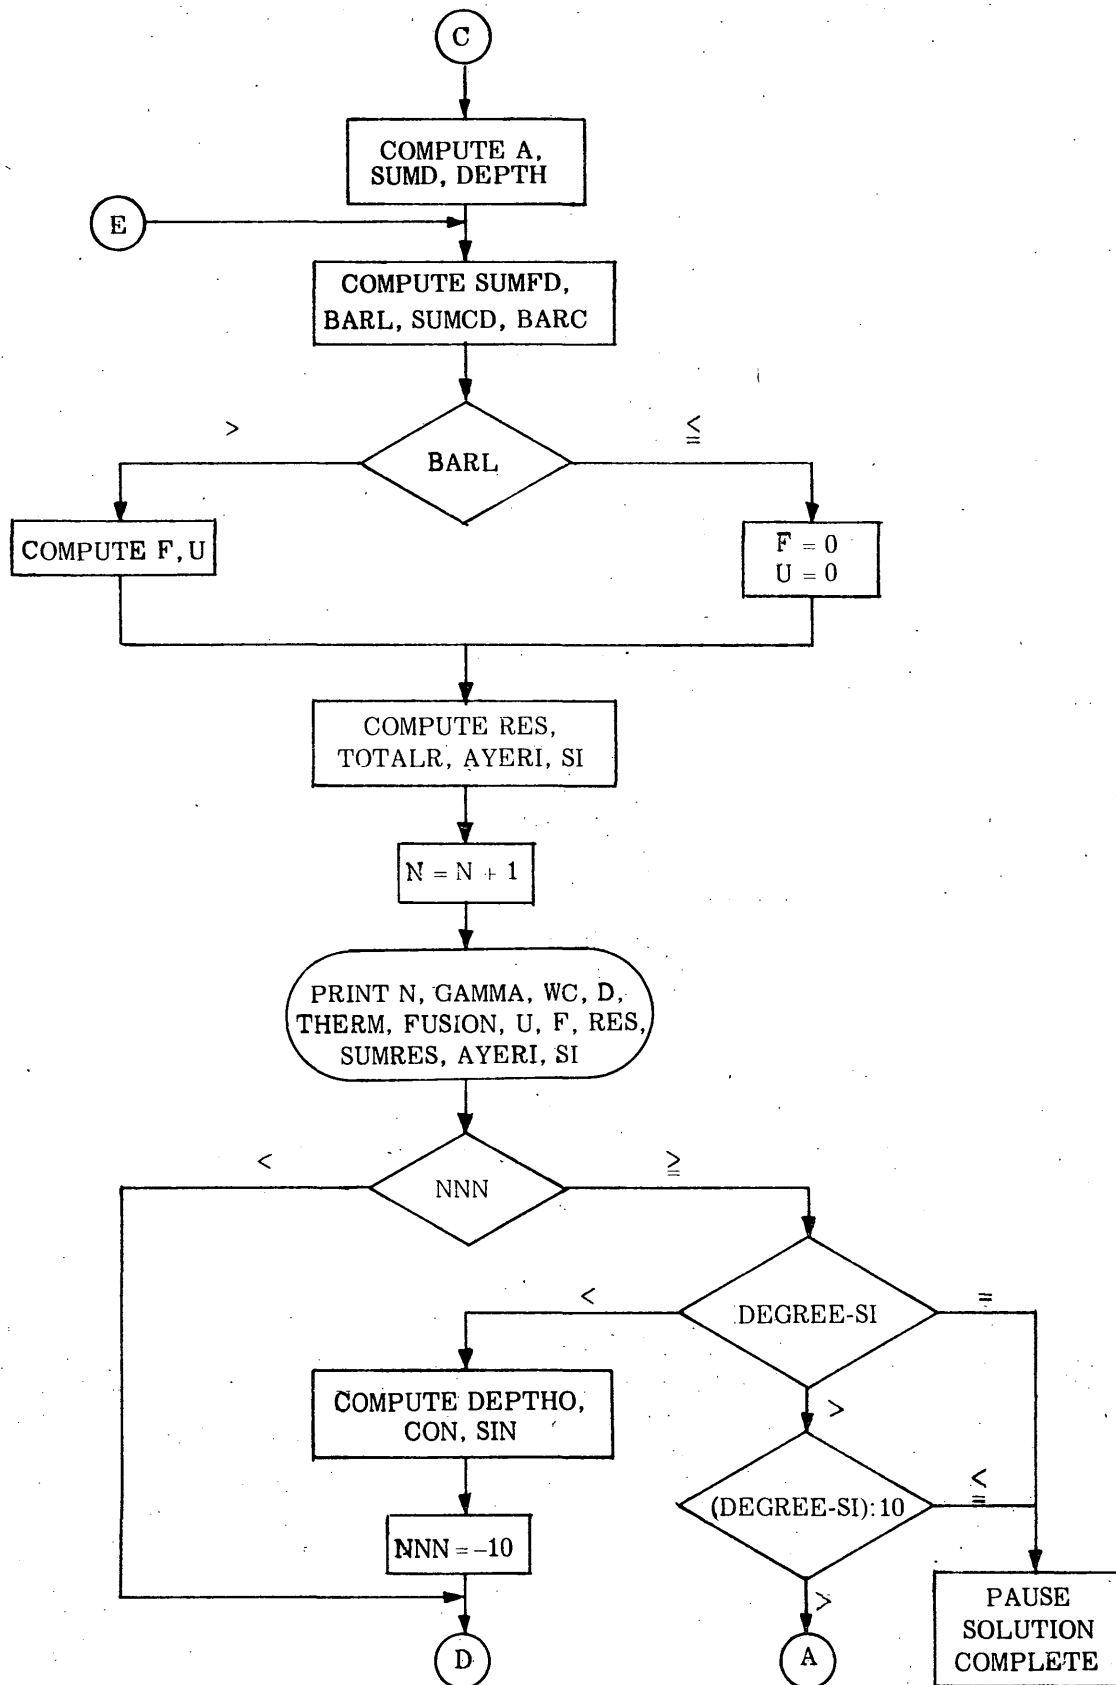 C
COMPUTE A,
SUMD, DEPTH
E
COMPUTE SUMFD,
BARL, SUMCD, BARC
>
≦
BARL
COMPUTE F, U
F = 0
U = 0
COMPUTE RES,
TOTALR, AYERI, SI
N = N + 1
PRINT N, GAMMA, WC, D,
THERM, FUSION, U, F, RES,
SUMRES, AYERI, SI
<
≧
NNN
<
=
DEGREE-SI
COMPUTE DEPTHO,
CON, SIN
>
≦
(DEGREE-SI):10
NNN = -10
>
PAUSE
SOLUTION
COMPLETE
D
A